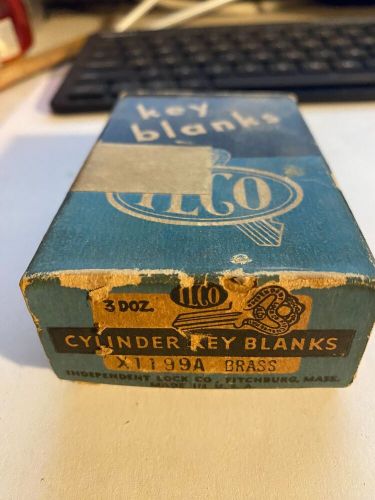 key
blanks
ILCO
3 DOZ.
ILCO
CYLINDER KEY BLANKS
X1199A BRASS
INDEPENDENT LOCK CO., FITCHBURG, MASS.
MADE IN U.S.A.